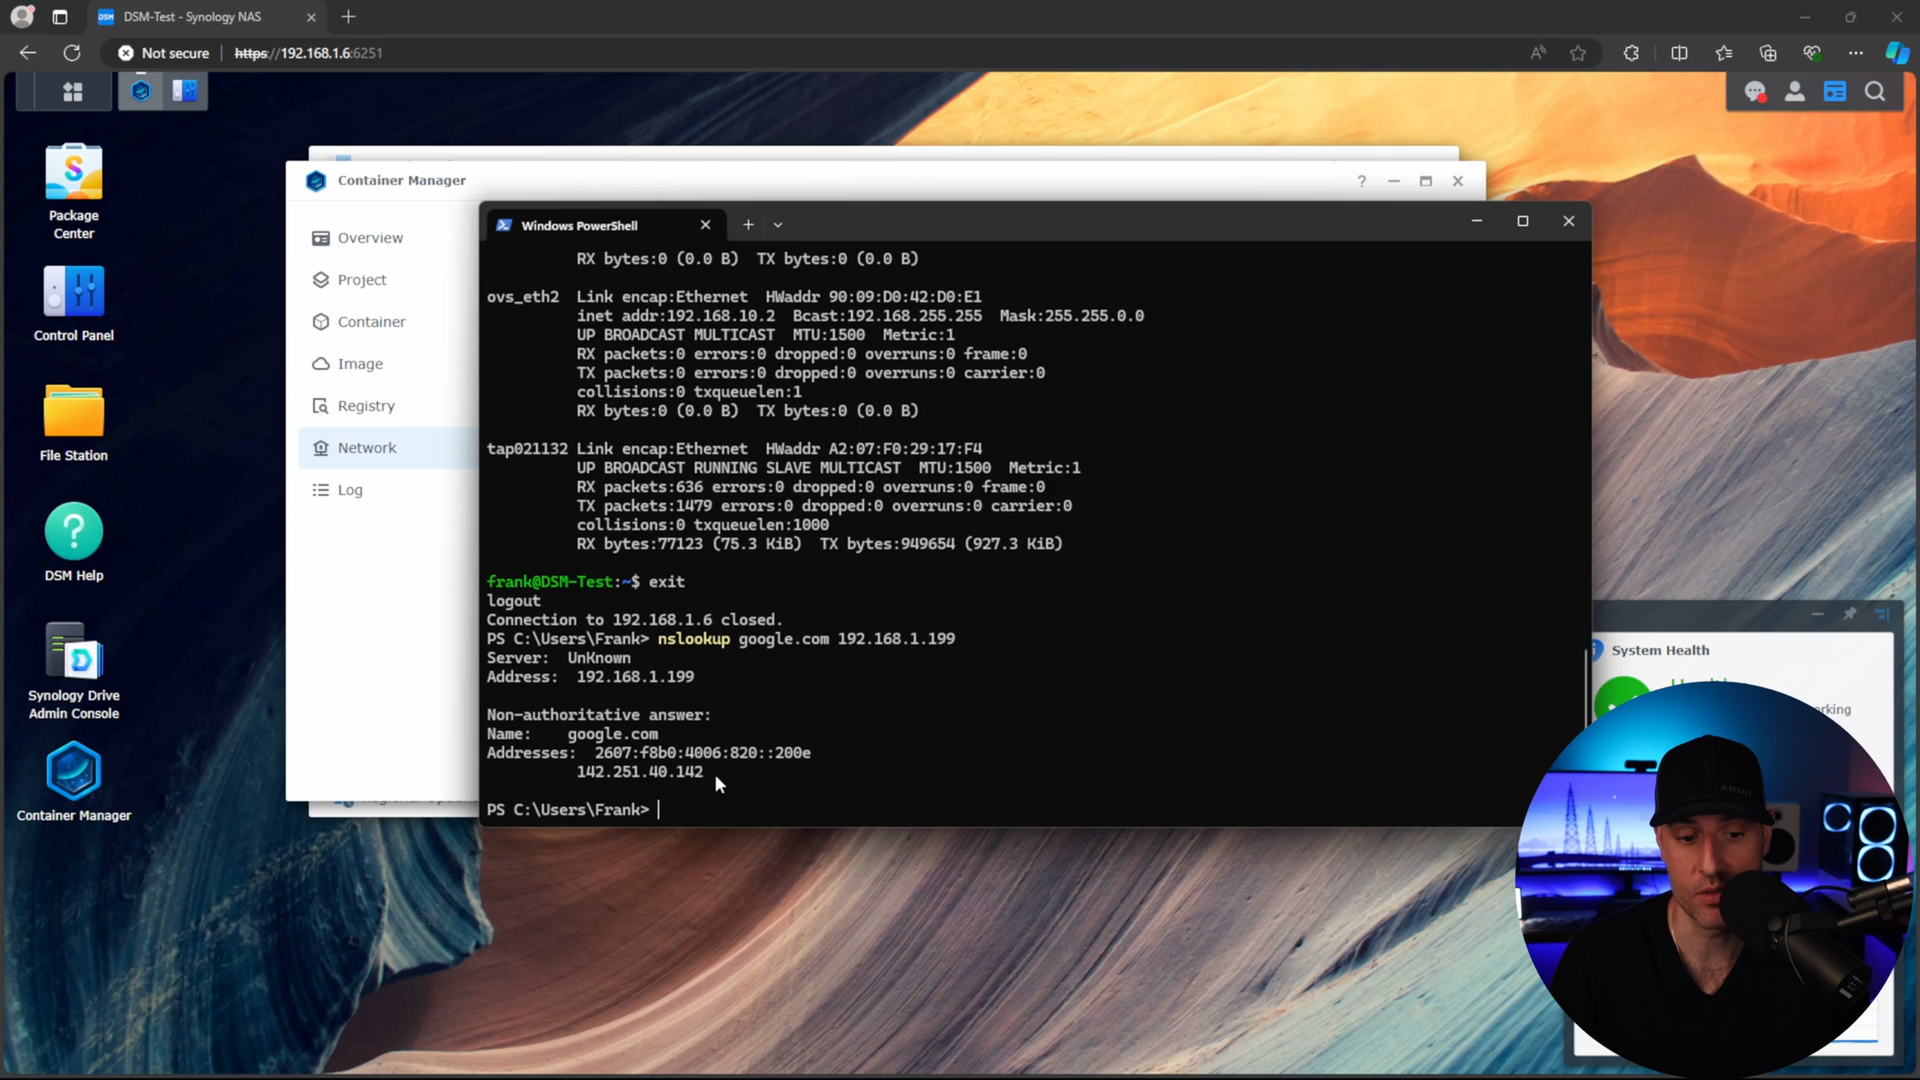 DSM DSM-Test - Synology NAS
Not secure https://192.168.1.6:6251
Package
Center
Control Panel
File Station
DSM Help
Synology Drive
Admin Console
Container Manager
Container Manager
Overview
Project
Container
Image
Registry
Network
Log
Windows PowerShell
RX bytes:0 (0.0 B)  TX bytes:0 (0.0 B)
ovs_eth2  Link encap:Ethernet  HWaddr 90:09:D0:42:D0:E1
inet addr:192.168.10.2  Bcast:192.168.255.255  Mask:255.255.0.0
UP BROADCAST MULTICAST  MTU:1500  Metric:1
RX packets:0 errors:0 dropped:0 overruns:0 frame:0
TX packets:0 errors:0 dropped:0 overruns:0 carrier:0
collisions:0 txqueuelen:1
RX bytes:0 (0.0 B)  TX bytes:0 (0.0 B)
tap021132 Link encap:Ethernet  HWaddr A2:07:F0:29:17:F4
UP BROADCAST RUNNING SLAVE MULTICAST  MTU:1500  Metric:1
RX packets:636 errors:0 dropped:0 overruns:0 frame:0
TX packets:1479 errors:0 dropped:0 overruns:0 carrier:0
collisions:0 txqueuelen:1000
RX bytes:77123 (75.3 KiB)  TX bytes:949654 (927.3 KiB)
frank@DSM-Test:~$ exit
logout
Connection to 192.168.1.6 closed.
PS C:\Users\Frank> nslookup google.com 192.168.1.199
Server:  UnKnown
Address:  192.168.1.199
Non-authoritative answer:
Name:    google.com
Addresses:  2607:f8b0:4006:820::200e
142.251.40.142
PS C:\Users\Frank>
System Health
ARIAT